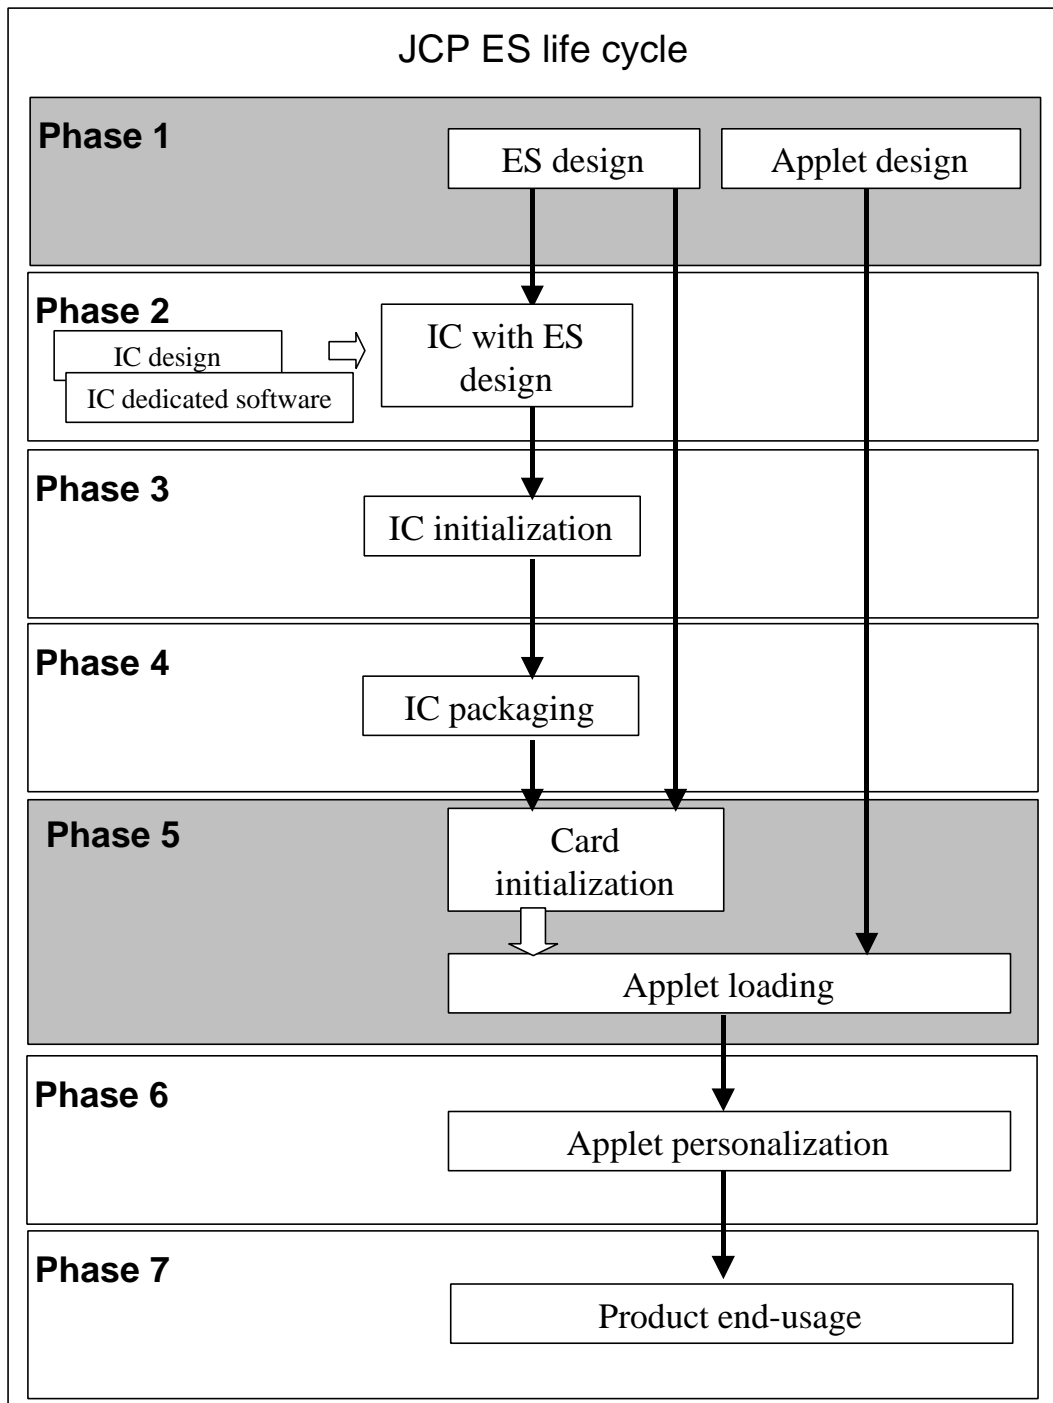 JCP ES life cycle
Phase 1
ES design
Applet design
Phase 2
IC design
IC dedicated software
IC with ES
design
Phase 3
IC initialization
Phase 4
IC packaging
Phase 5
Card
initialization
Applet loading
Phase 6
Applet personalization
Phase 7
Product end-usage